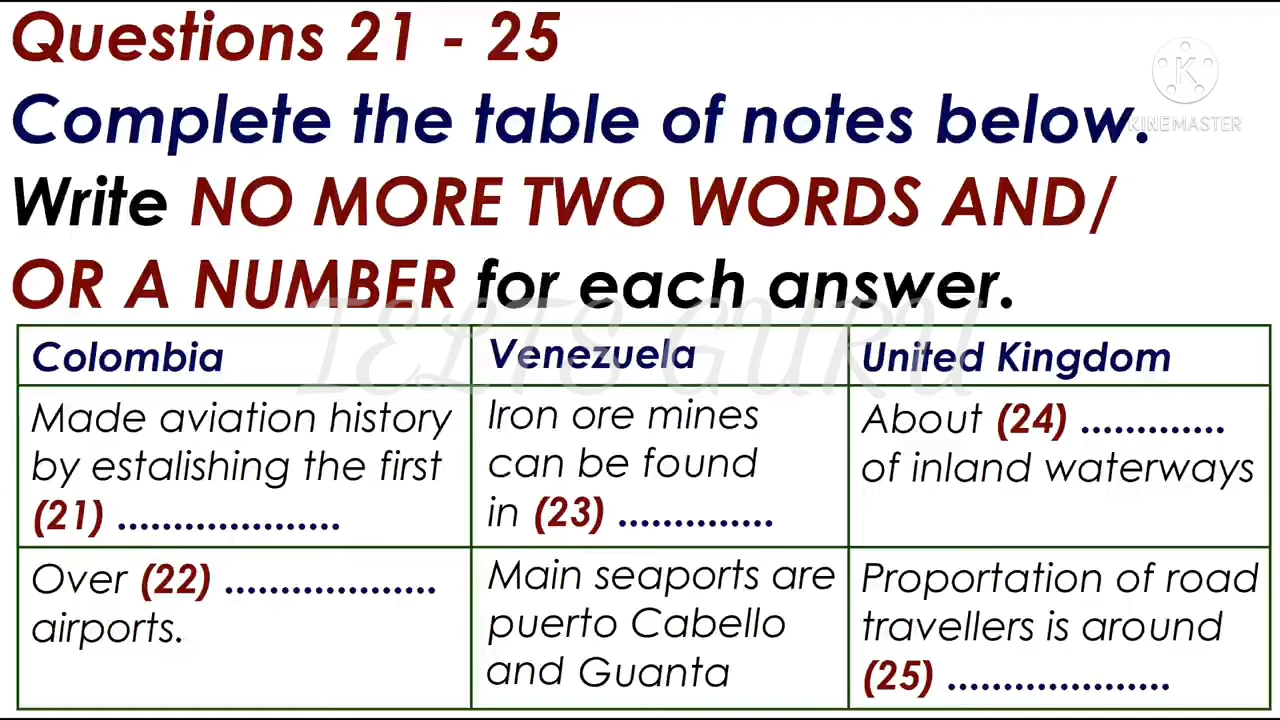 Questions 21 - 25
Complete the table of notes below.
KINEMASTER
Write NO MORE TWO WORDS AND/
OR A NUMBER for each answer.
IELTS GURU
Colombia
Made aviation history
by estalishing the first
(21) ....................
Over (22) ...................
airports.
Venezuela
Iron ore mines
can be found
in (23) ..............
Main seaports are
puerto Cabello
and Guanta
United Kingdom
About (24) .............
of inland waterways
Proportation of road
travellers is around
(25) ....................